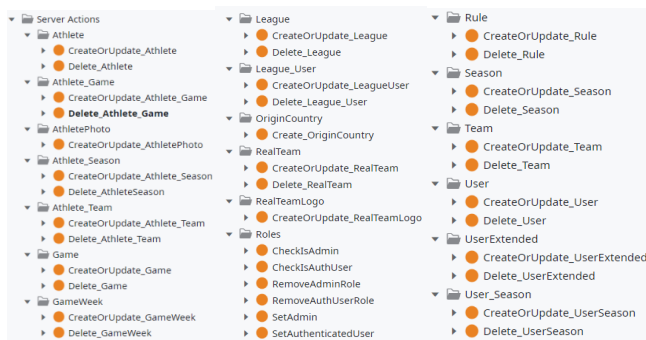 Server Actions
Athlete
CreateOrUpdate_Athlete
Delete_Athlete
Athlete_Game
CreateOrUpdate_Athlete_Game
Delete_Athlete_Game
AthletePhoto
CreateOrUpdate_AthletePhoto
Athlete_Season
CreateOrUpdate_Athlete_Season
Delete_AthleteSeason
Athlete_Team
CreateOrUpdate_Athlete_Team
Delete_Athlete_Team
Game
CreateOrUpdate_Game
Delete_Game
GameWeek
CreateOrUpdate_GameWeek
Delete_GameWeek
League
CreateOrUpdate_League
Delete_League
League_User
CreateOrUpdate_LeagueUser
Delete_League_User
OriginCountry
Create_OriginCountry
RealTeam
CreateOrUpdate_RealTeam
Delete_RealTeam
RealTeamLogo
CreateOrUpdate_RealTeamLogo
Roles
CheckIsAdmin
CheckIsAuthUser
RemoveAdminRole
RemoveAuthUserRole
SetAdmin
SetAuthenticatedUser
Rule
CreateOrUpdate_Rule
Delete_Rule
Season
CreateOrUpdate_Season
Delete_Season
Team
CreateOrUpdate_Team
Delete_Team
User
CreateOrUpdate_User
Delete_User
UserExtended
CreateOrUpdate_UserExtended
Delete_UserExtended
User_Season
CreateOrUpdate_UserSeason
Delete_UserSeason